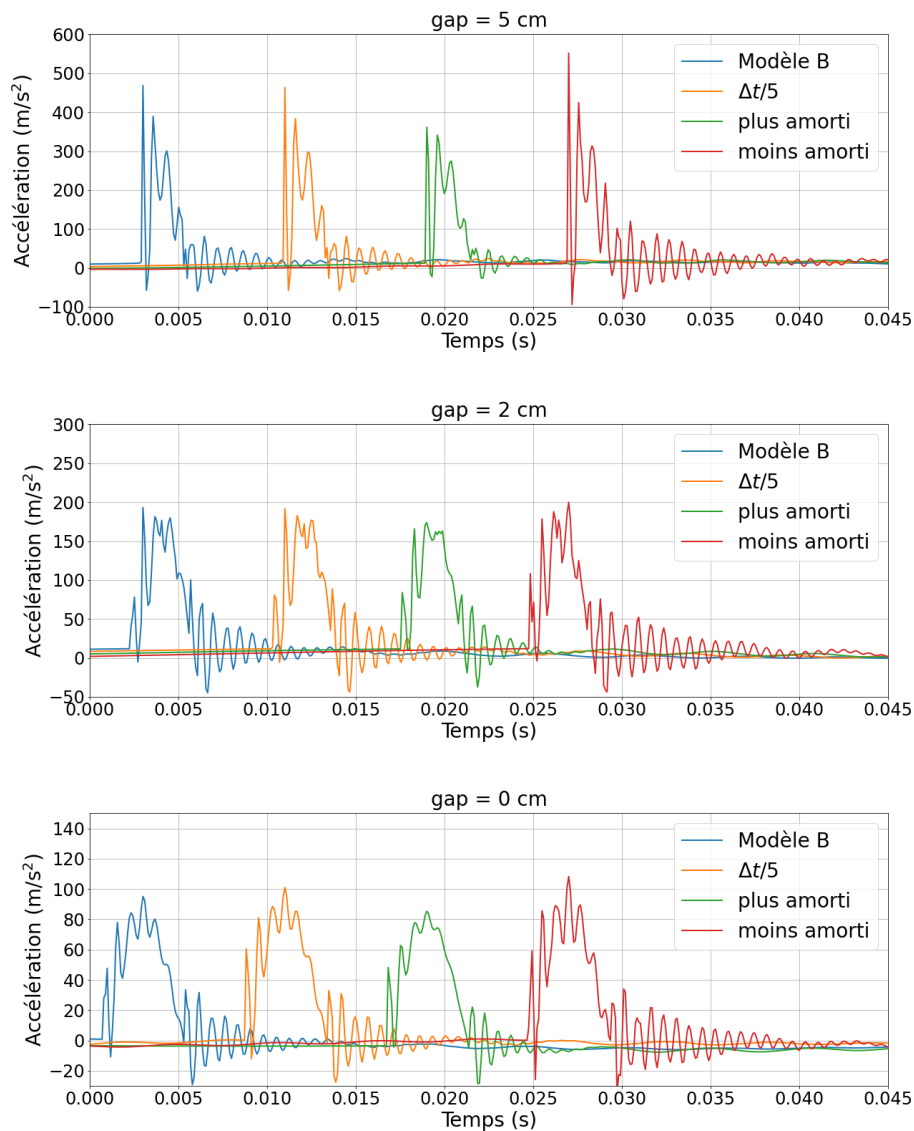 gap = 5 cm
600
500
400
300
200
100
0
−100
Accélération (m/s²)
Modèle B
Δt/5
plus amorti
moins amorti
0.000 0.005 0.010 0.015 0.020 0.025 0.030 0.035 0.040 0.045
Temps (s)
gap = 2 cm
300
250
200
150
100
50
0
−50
Accélération (m/s²)
Modèle B
Δt/5
plus amorti
moins amorti
0.000 0.005 0.010 0.015 0.020 0.025 0.030 0.035 0.040 0.045
Temps (s)
gap = 0 cm
140
120
100
80
60
40
20
0
−20
Accélération (m/s²)
Modèle B
Δt/5
plus amorti
moins amorti
0.000 0.005 0.010 0.015 0.020 0.025 0.030 0.035 0.040 0.045
Temps (s)